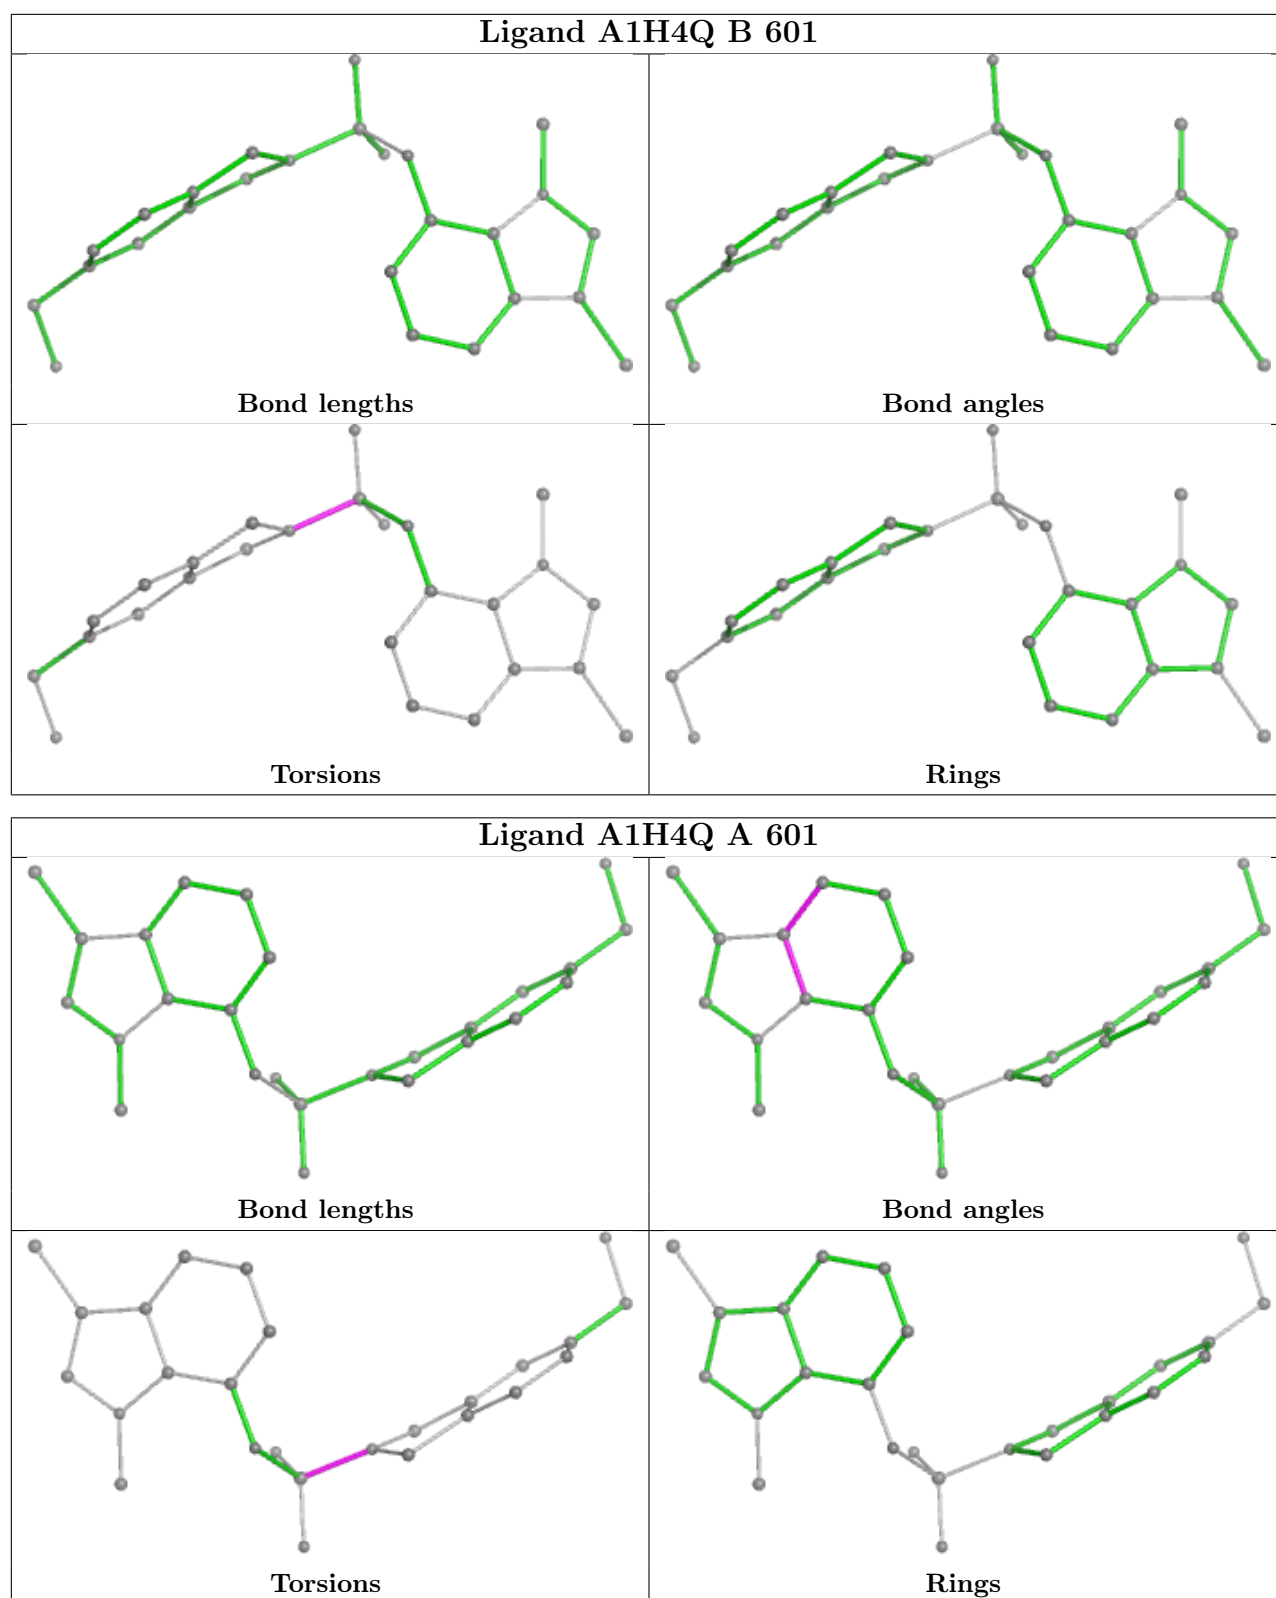 Ligand A1H4Q B 601
Bond lengths
Bond angles
Torsions
Rings
Ligand A1H4Q A 601
Bond lengths
Bond angles
Torsions
Rings